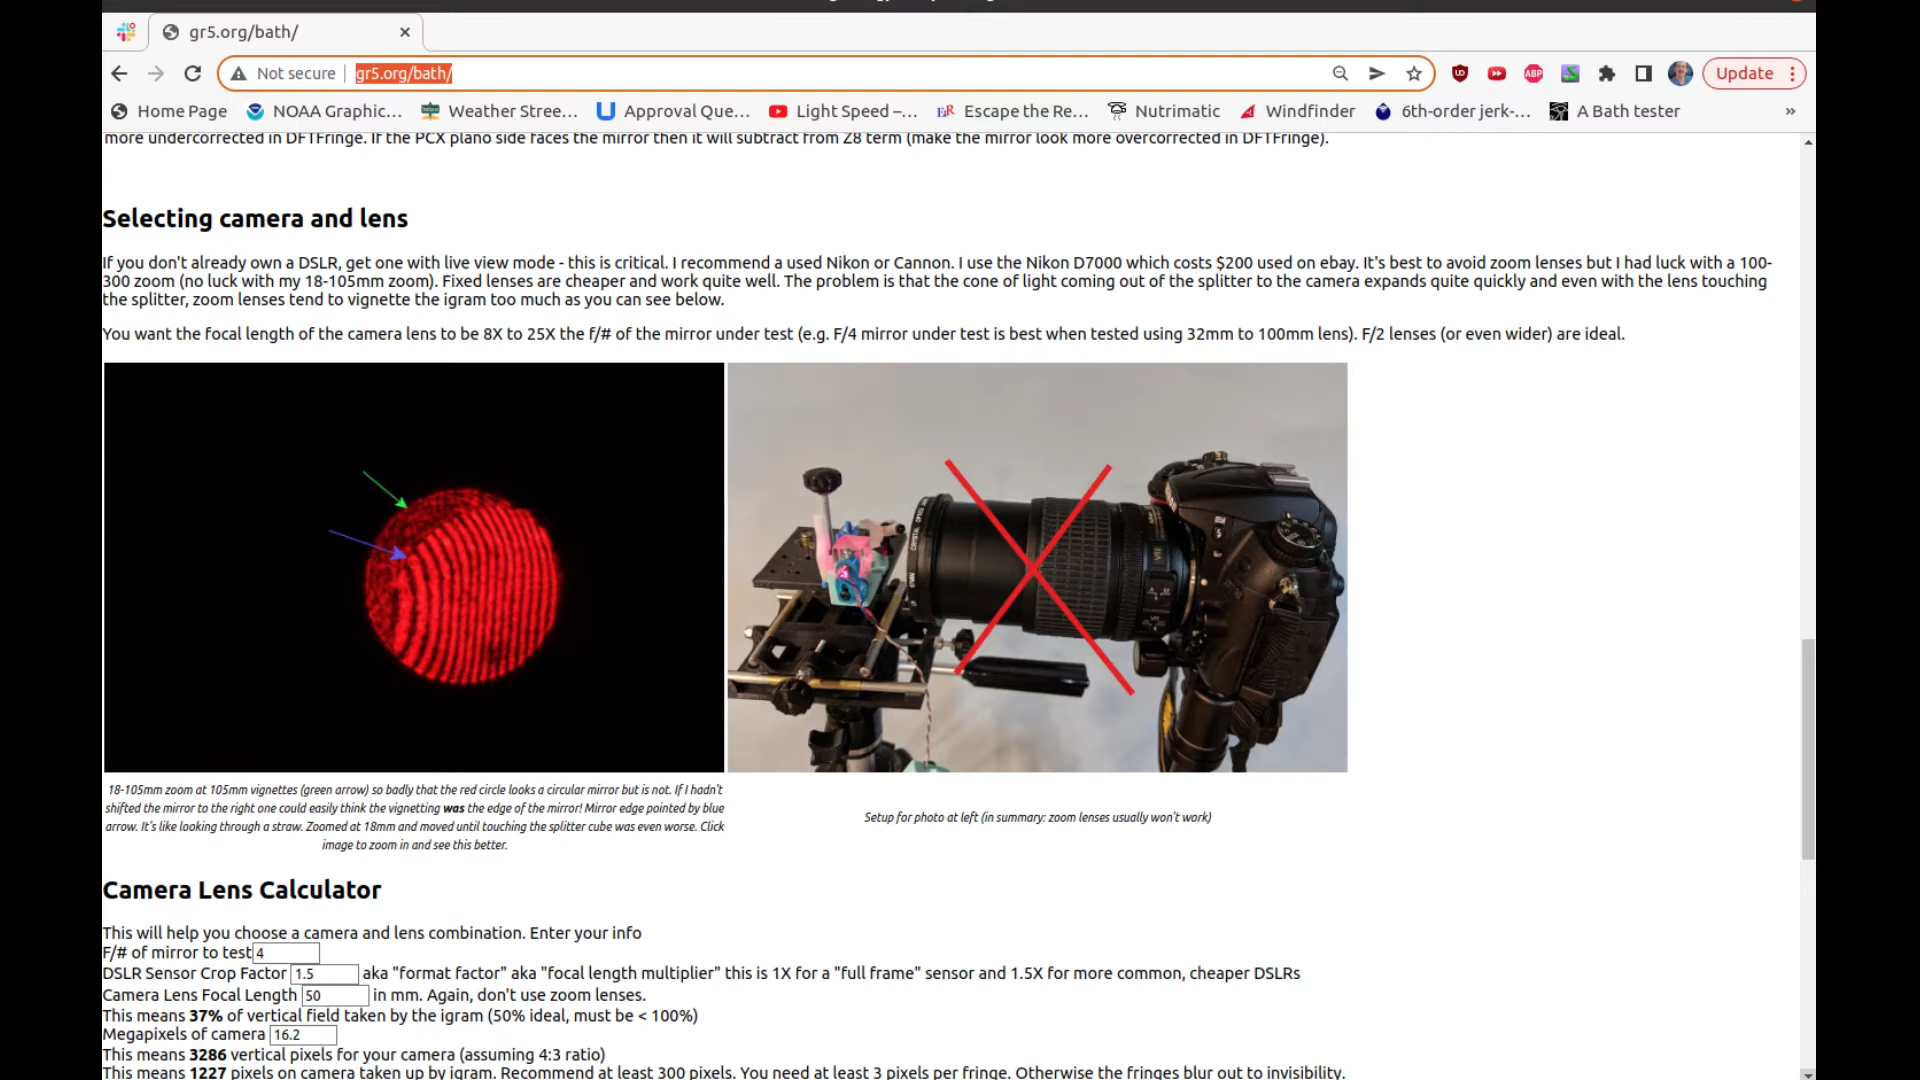 gr5.org/bath/
Not secure gr5.org/bath/
Update
Home Page NOAA Graphic... Weather Stree... Approval Que... Light Speed –... Escape the Re... Nutrimatic Windfinder 6th-order jerk-... A Bath tester »
more undercorrected in DFTFringe. If the PCX plano side faces the mirror then it will subtract from Z8 term (make the mirror look more overcorrected in DFTFringe).
Selecting camera and lens
If you don't already own a DSLR, get one with live view mode - this is critical. I recommend a used Nikon or Cannon. I use the Nikon D7000 which costs $200 used on ebay. It's best to avoid zoom lenses but I had luck with a 100-
300 zoom (no luck with my 18-105mm zoom). Fixed lenses are cheaper and work quite well. The problem is that the cone of light coming out of the splitter to the camera expands quite quickly and even with the lens touching
the splitter, zoom lenses tend to vignette the igram too much as you can see below.
You want the focal length of the camera lens to be 8X to 25X the f/# of the mirror under test (e.g. F/4 mirror under test is best when tested using 32mm to 100mm lens). F/2 lenses (or even wider) are ideal.
18-105mm zoom at 105mm vignettes (green arrow) so badly that the red circle looks a circular mirror but is not. If I hadn't
shifted the mirror to the right one could easily think the vignetting was the edge of the mirror! Mirror edge pointed by blue
arrow. It's like looking through a straw. Zoomed at 18mm and moved until touching the splitter cube was even worse. Click
image to zoom in and see this better.
Setup for photo at left (in summary: zoom lenses usually won't work)
Camera Lens Calculator
This will help you choose a camera and lens combination. Enter your info
F/# of mirror to test 4
DSLR Sensor Crop Factor 1.5 aka "format factor" aka "focal length multiplier" this is 1X for a "full frame" sensor and 1.5X for more common, cheaper DSLRs
Camera Lens Focal Length 50 in mm. Again, don't use zoom lenses.
This means 37% of vertical field taken by the igram (50% ideal, must be < 100%)
Megapixels of camera 16.2
This means 3286 vertical pixels for your camera (assuming 4:3 ratio)
This means 1227 pixels on camera taken up by igram. Recommend at least 300 pixels. You need at least 3 pixels per fringe. Otherwise the fringes blur out to invisibility.